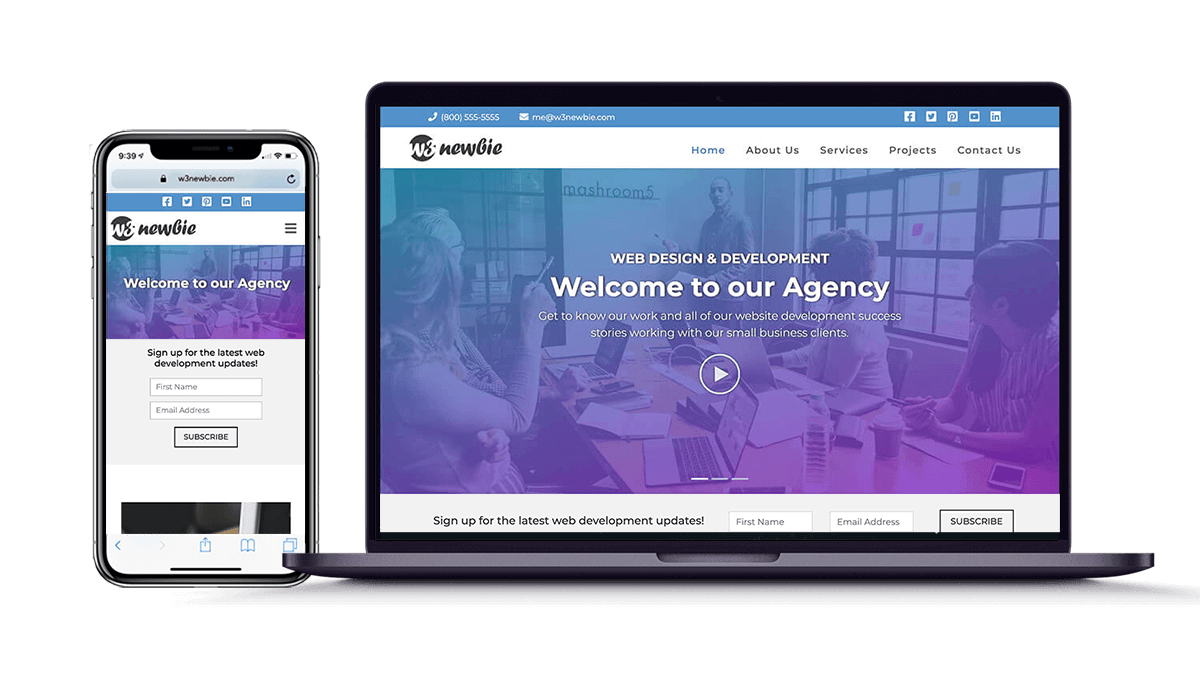 9:39
w3newbie.com
w3 newbie
Welcome to our Agency
Sign up for the latest web
development updates!
First Name
Email Address
SUBSCRIBE
(800) 555-5555 me@w3newbie.com
w3 newbie
Home About Us Services Projects Contact Us
mashroom5
WEB DESIGN & DEVELOPMENT
Welcome to our Agency
Get to know our work and all of our website development success
stories working with our small business clients.
Sign up for the latest web development updates! First Name Email Address SUBSCRIBE